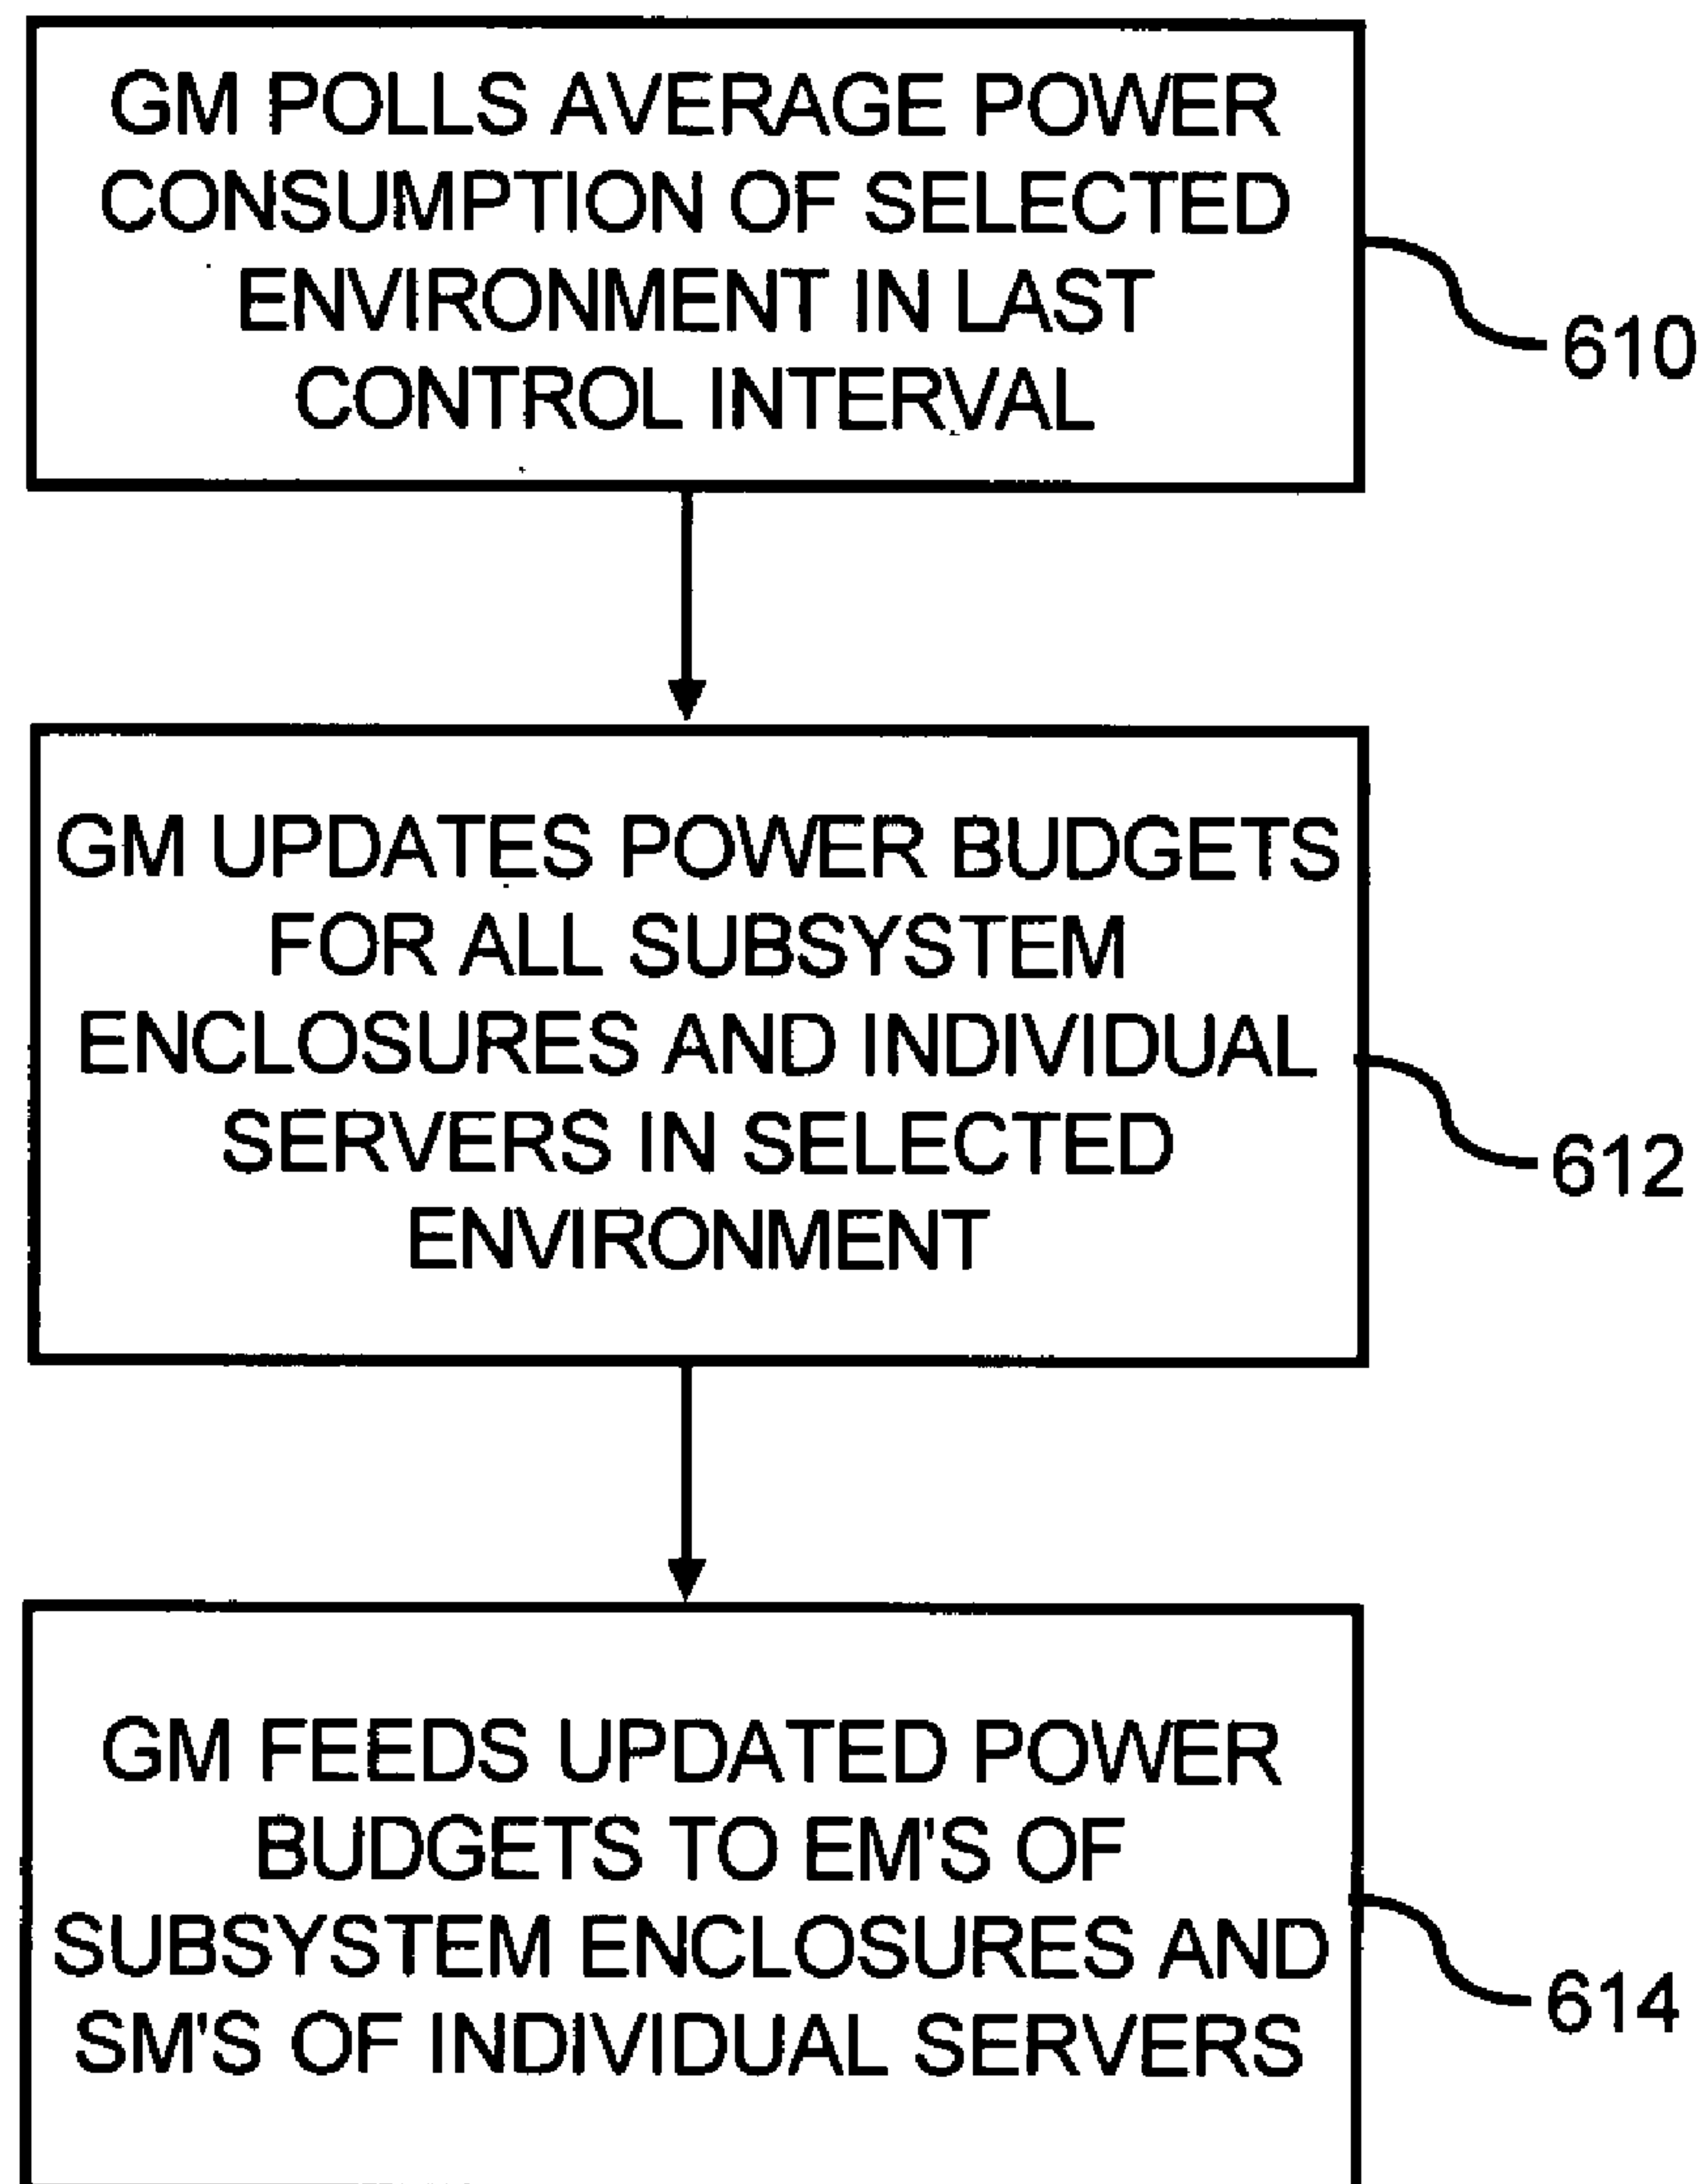 GM POLLS AVERAGE POWER
CONSUMPTION OF SELECTED
ENVIRONMENT IN LAST
CONTROL INTERVAL
610
GM UPDATES POWER BUDGETS
FOR ALL SUBSYSTEM
ENCLOSURES AND INDIVIDUAL
SERVERS IN SELECTED
ENVIRONMENT
612
GM FEEDS UPDATED POWER
BUDGETS TO EM'S OF
SUBSYSTEM ENCLOSURES AND
SM'S OF INDIVIDUAL SERVERS
614